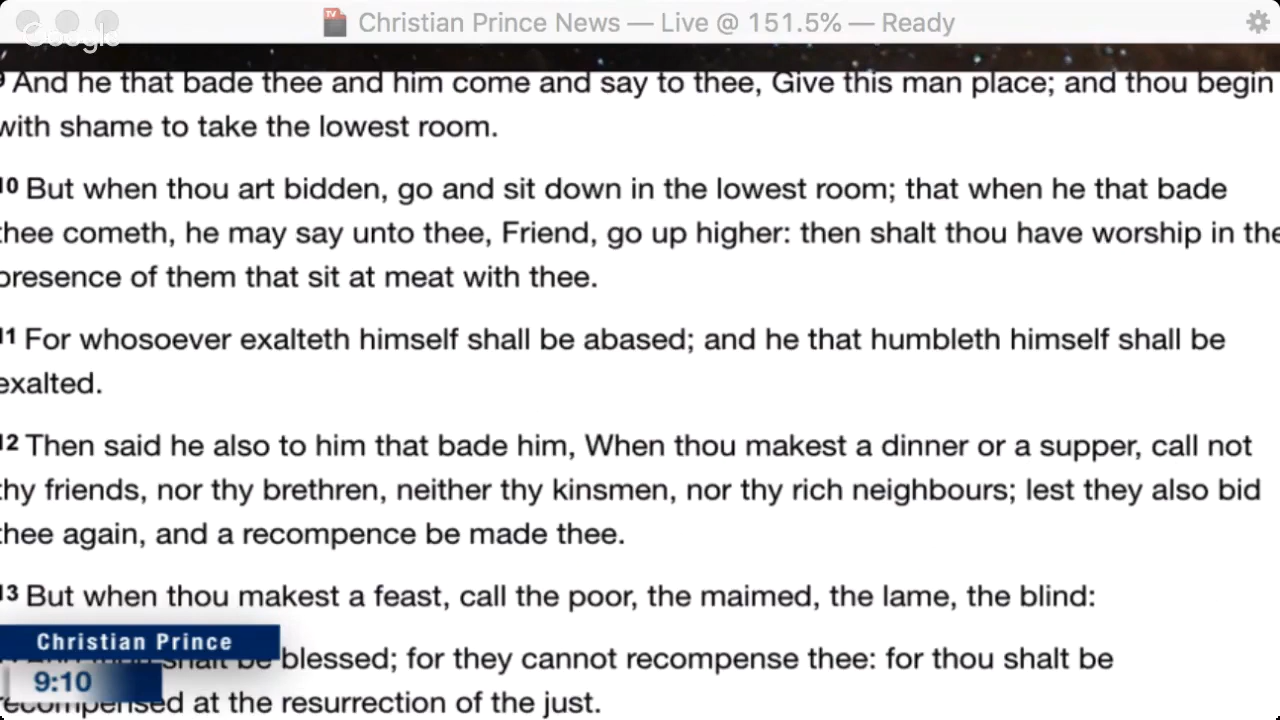 Christian Prince News — Live @ 151.5% — Ready
Google
9 And he that bade thee and him come and say to thee, Give this man place; and thou begin
with shame to take the lowest room.
10 But when thou art bidden, go and sit down in the lowest room; that when he that bade
thee cometh, he may say unto thee, Friend, go up higher: then shalt thou have worship in the
presence of them that sit at meat with thee.
11 For whosoever exalteth himself shall be abased; and he that humbleth himself shall be
exalted.
12 Then said he also to him that bade him, When thou makest a dinner or a supper, call not
thy friends, nor thy brethren, neither thy kinsmen, nor thy rich neighbours; lest they also bid
thee again, and a recompence be made thee.
13 But when thou makest a feast, call the poor, the maimed, the lame, the blind:
Christian Prince
shalt be blessed; for they cannot recompense thee: for thou shalt be
9:10
recompensed at the resurrection of the just.